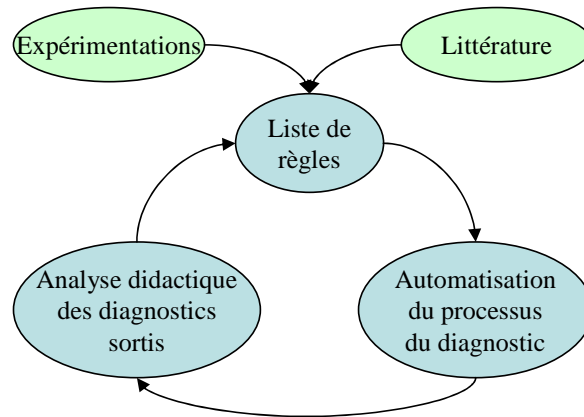 Expérimentations
Littérature
Liste de
règles
Analyse didactique
des diagnostics
sortis
Automatisation
du processus
du diagnostic